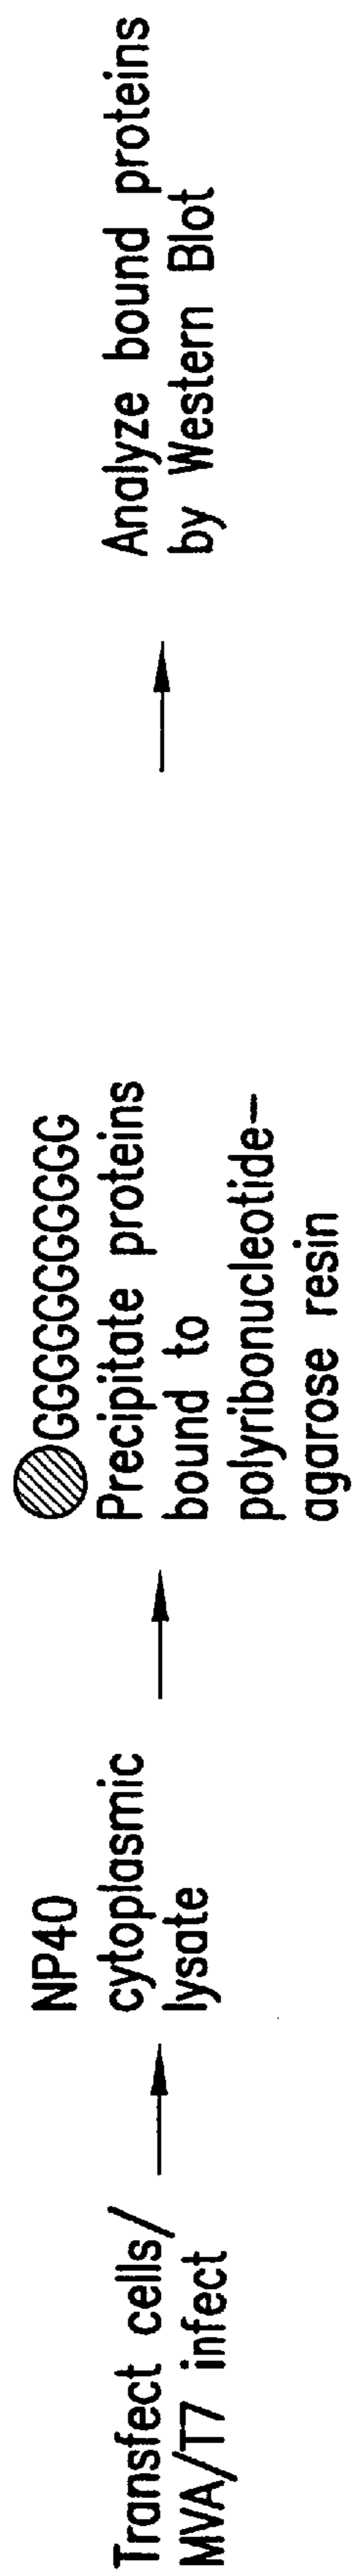 Transfect cells/
MVA/T7 infect
NP40
cytoplasmic
lysate
GGGGGGGGGGG
Precipitate proteins
bound to
polyribonucleotide-
agarose resin
Analyze bound proteins
by Western Blot